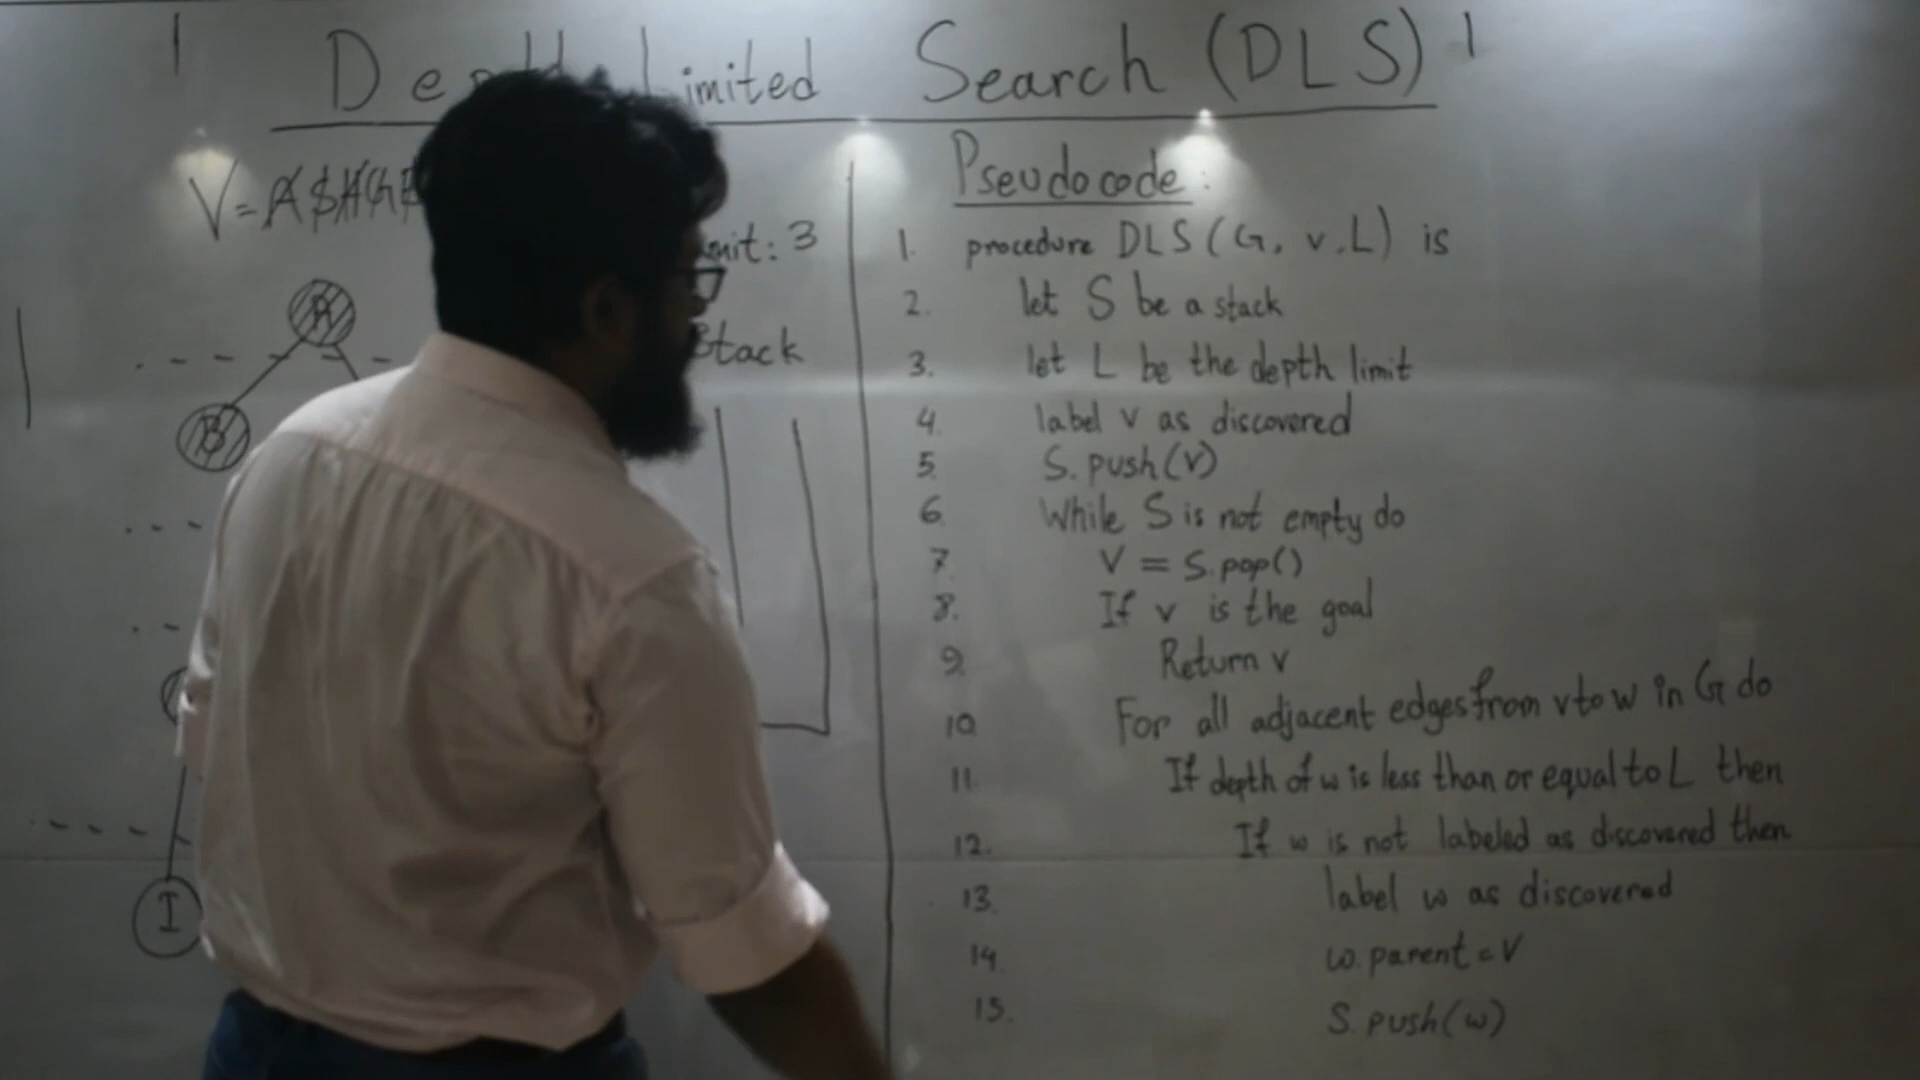 Limited Search (DLS)
V=
Limit: 3
A
Stack
B
I
Pseudocode:
1. procedure DLS(G, v, L) is
2. let S be a stack
3. let L be the depth limit
4. label v as discovered
5. S.push(v)
6. While S is not empty do
7. V = S.pop()
8. If v is the goal
9. Return v
10 For all adjacent edges from v to w in G do
11. If depth of w is less than or equal to L then
12. If w is not labeled as discovered then
13. label w as discovered
14. w.parent=V
15. S.push(w)